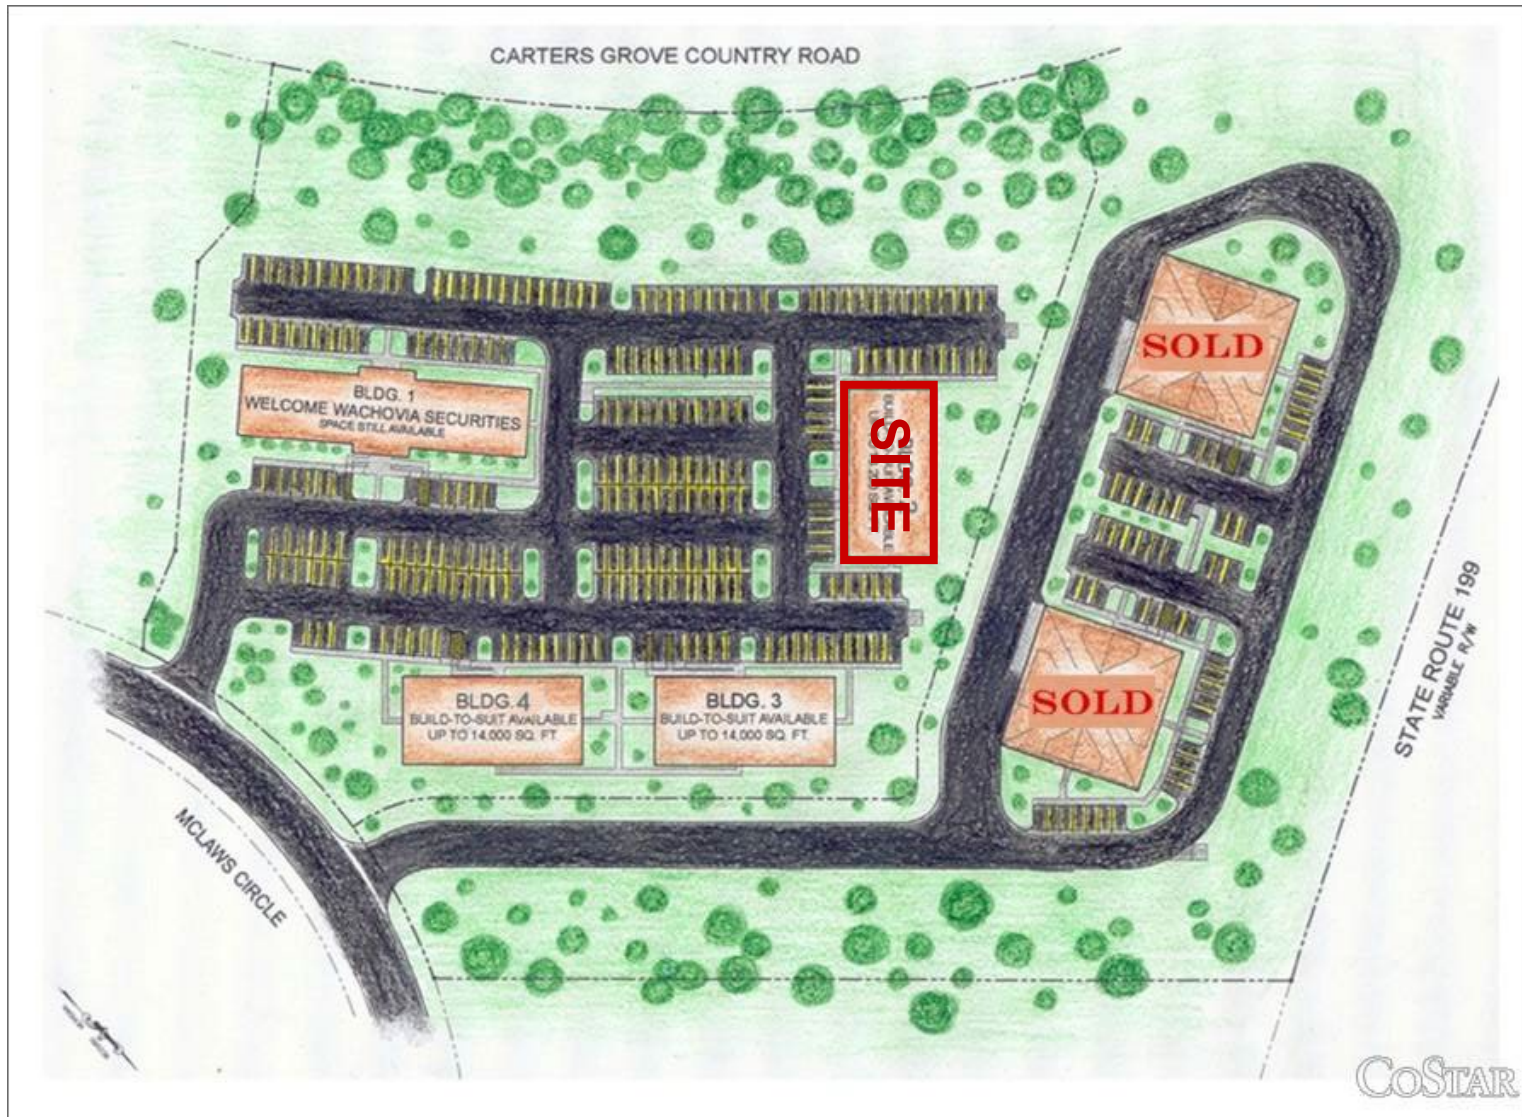 CARTERS GROVE COUNTRY ROAD
SOLD
BLDG. 1
WELCOME WACHOVIA SECURITIES
SPACE STILL AVAILABLE
SITE
STATE ROUTE 199
VARIABLE R/W
SOLD
BLDG. 4
BUILD-TO-SUIT AVAILABLE
UP TO 14,000 SQ. FT.
BLDG. 3
BUILD-TO-SUIT AVAILABLE
UP TO 14,000 SQ. FT.
MCLAWS CIRCLE
COSTAR